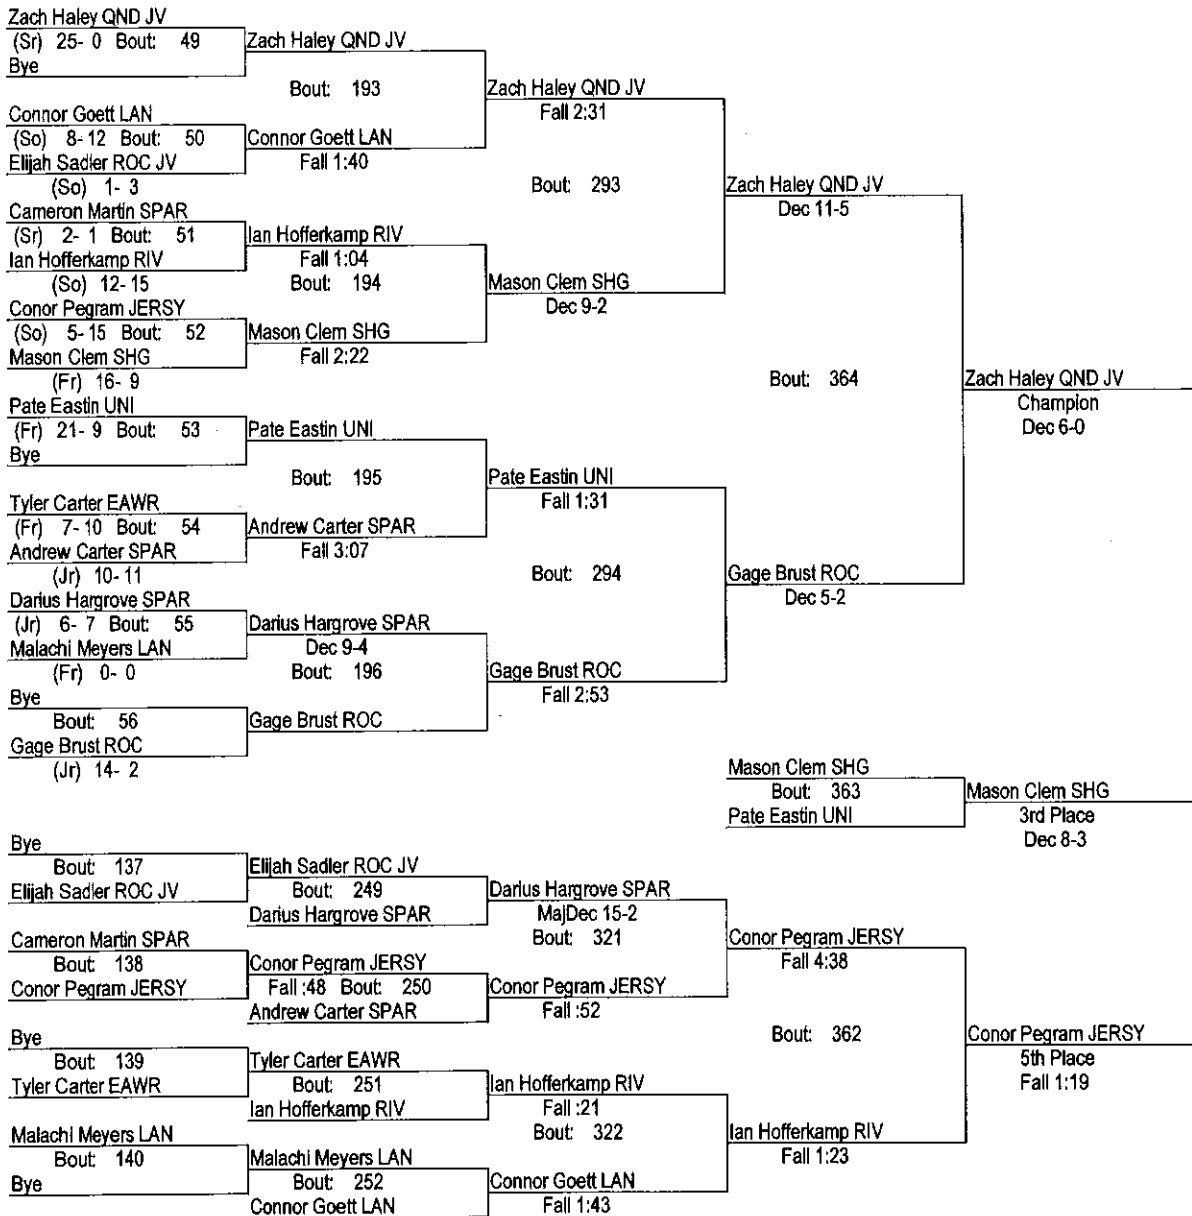 Zach Haley QND JV
(Sr) 25- 0 Bout: 49
Bye
Zach Haley QND JV
Bout: 193
Connor Goett LAN
(So) 8- 12 Bout: 50
Elijah Sadler ROC JV
(So) 1- 3
Connor Goett LAN
Fall 1:40
Zach Haley QND JV
Fall 2:31
Bout: 293
Cameron Martin SPAR
(Sr) 2- 1 Bout: 51
Ian Hofferkamp RIV
(So) 12- 15
Ian Hofferkamp RIV
Fall 1:04
Bout: 194
Conor Pegram JERSY
(So) 5- 15 Bout: 52
Mason Clem SHG
(Fr) 16- 9
Mason Clem SHG
Fall 2:22
Mason Clem SHG
Dec 9-2
Zach Haley QND JV
Dec 11-5
Bout: 364
Pate Eastin UNI
(Fr) 21- 9 Bout: 53
Bye
Pate Eastin UNI
Bout: 195
Tyler Carter EAWR
(Fr) 7- 10 Bout: 54
Andrew Carter SPAR
(Jr) 10- 11
Andrew Carter SPAR
Fall 3:07
Pate Eastin UNI
Fall 1:31
Bout: 294
Darius Hargrove SPAR
(Jr) 6- 7 Bout: 55
Malachi Meyers LAN
(Fr) 0- 0
Darius Hargrove SPAR
Dec 9-4
Bout: 196
Bye
Bout: 56
Gage Brust ROC
(Jr) 14- 2
Gage Brust ROC
Gage Brust ROC
Fall 2:53
Gage Brust ROC
Dec 5-2
Zach Haley QND JV
Champion
Dec 6-0
Mason Clem SHG
Bout: 363
Pate Eastin UNI
Mason Clem SHG
3rd Place
Dec 8-3
Bye
Bout: 137
Elijah Sadler ROC JV
Elijah Sadler ROC JV
Bout: 249
Darius Hargrove SPAR
Darius Hargrove SPAR
MajDec 15-2
Bout: 321
Cameron Martin SPAR
Bout: 138
Conor Pegram JERSY
Conor Pegram JERSY
Fall :48 Bout: 250
Andrew Carter SPAR
Conor Pegram JERSY
Fall :52
Conor Pegram JERSY
Fall 4:38
Bout: 362
Bye
Bout: 139
Tyler Carter EAWR
Tyler Carter EAWR
Bout: 251
Ian Hofferkamp RIV
Ian Hofferkamp RIV
Fall :21
Bout: 322
Malachi Meyers LAN
Bout: 140
Bye
Malachi Meyers LAN
Bout: 252
Connor Goett LAN
Connor Goett LAN
Fall 1:43
Ian Hofferkamp RIV
Fall 1:23
Conor Pegram JERSY
5th Place
Fall 1:19